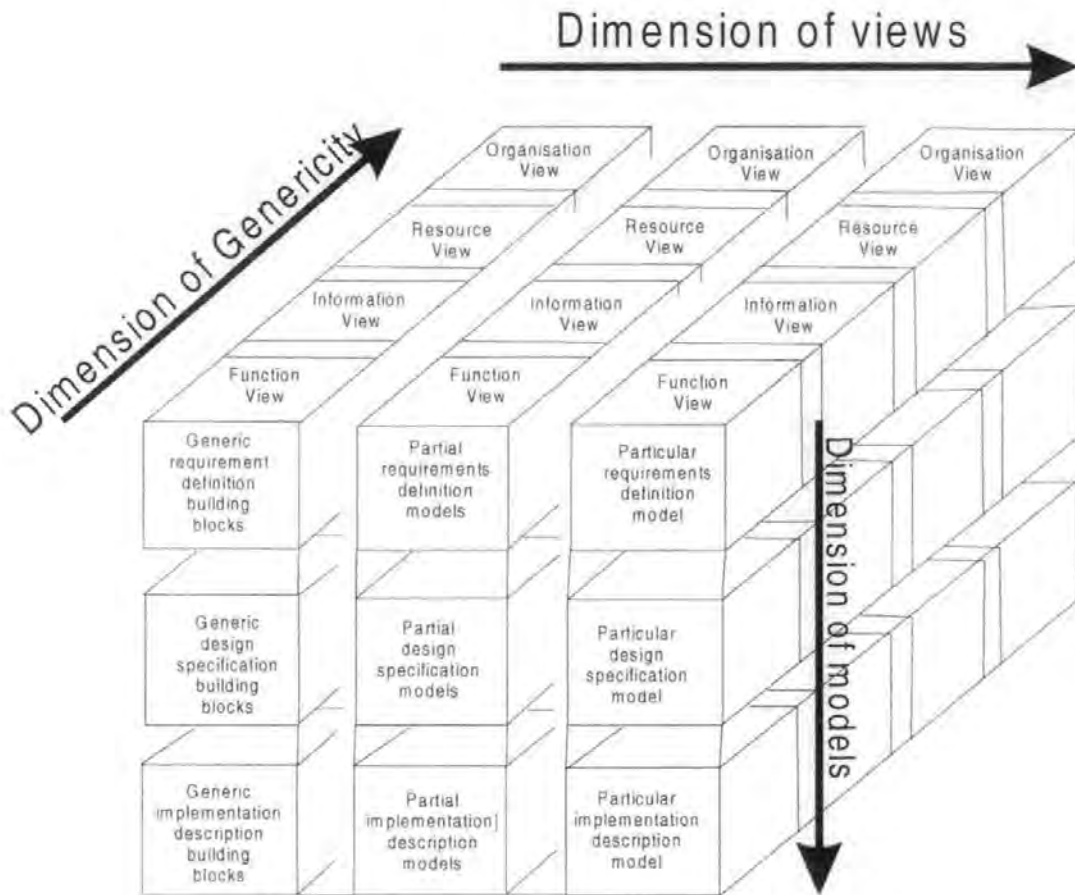 Dimension of views
Dimension of Genericity
Organisation
View
Organisation
View
Organisation
View
Resource
View
Resource
View
Resource
View
Information
View
Information
View
Information
View
Function
View
Function
View
Function
View
Generic
requirement
definition
building
blocks
Partial
requirements
definition
models
Particular
requirements
definition
model
Dimension of models
Generic
design
specification
building
blocks
Partial
design
specification
models
Particular
design
specification
model
Generic
implementation
description
building
blocks
Partial
implementation]
description
models
Particular
implementation
description
model